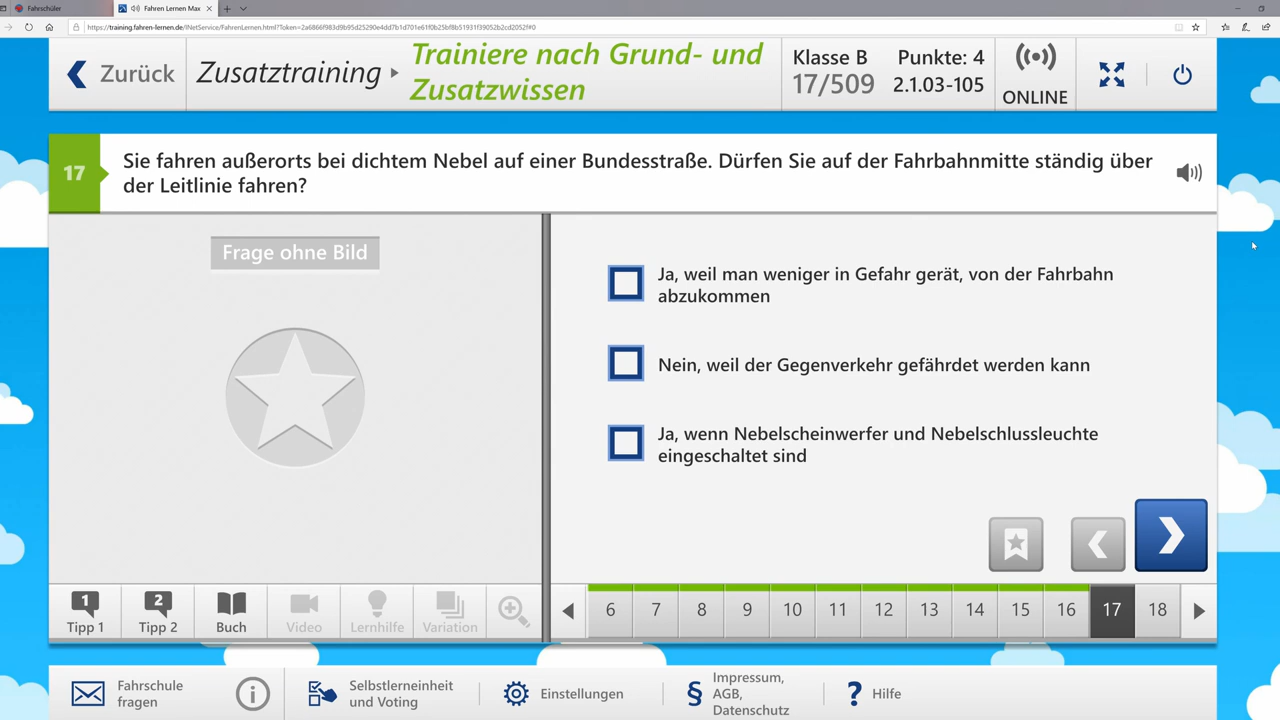 Fahrschüler
Fahren Lernen Max
Zurück
Zusatztraining
Trainiere nach Grund- und
Zusatzwissen
Klasse B
17/509
Punkte: 4
2.1.03-105
ONLINE
17
Sie fahren außerorts bei dichtem Nebel auf einer Bundesstraße. Dürfen Sie auf der Fahrbahnmitte ständig über
der Leitlinie fahren?
Frage ohne Bild
Ja, weil man weniger in Gefahr gerät, von der Fahrbahn
abzukommen
Nein, weil der Gegenverkehr gefährdet werden kann
Ja, wenn Nebelscheinwerfer und Nebelschlussleuchte
eingeschaltet sind
1
Tipp 1
2
Tipp 2
Buch
Video
Lernhilfe
Variation
6 7 8 9 10 11 12 13 14 15 16 17 18
Fahrschule
fragen
Selbstlerneinheit
und Voting
Einstellungen
§
Impressum,
AGB,
Datenschutz
?
Hilfe